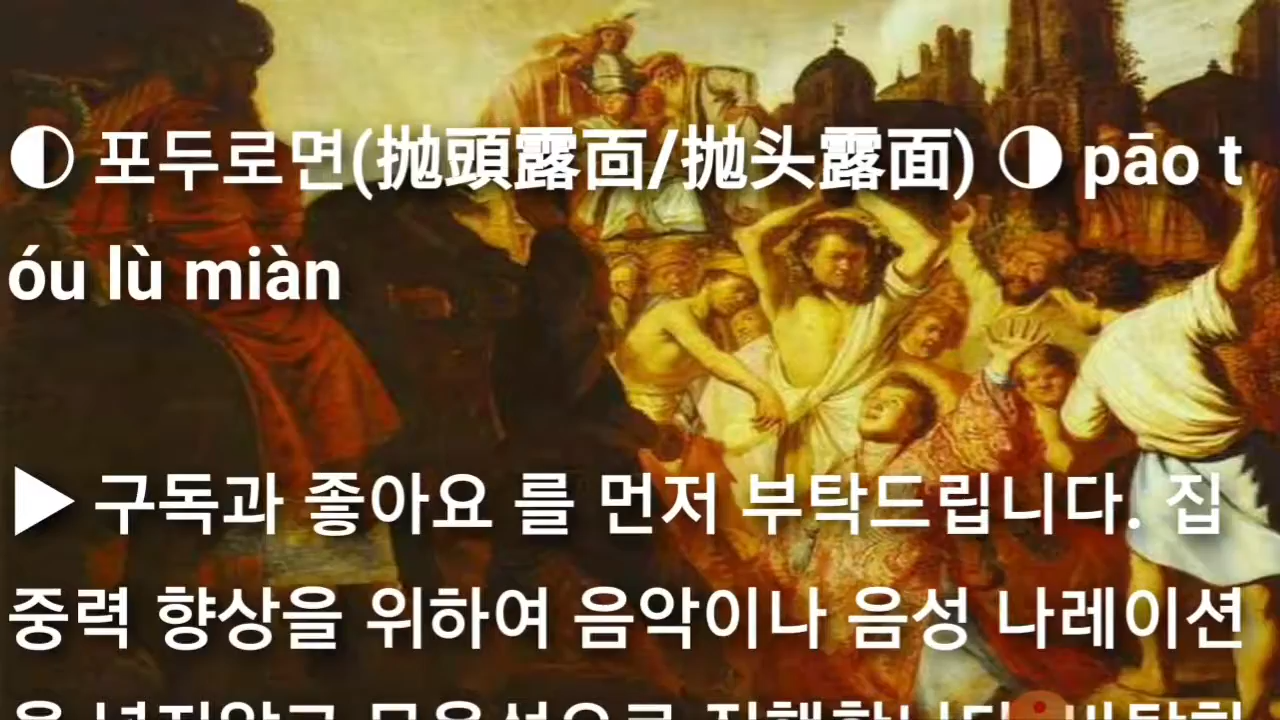 ◐ 포두로면(拋頭露面/抛头露面) ◑ pāo t
óu lù miàn
▶ 구독과 좋아요 를 먼저 부탁드립니다. 집
중력 향상을 위하여 음악이나 음성 나레이션